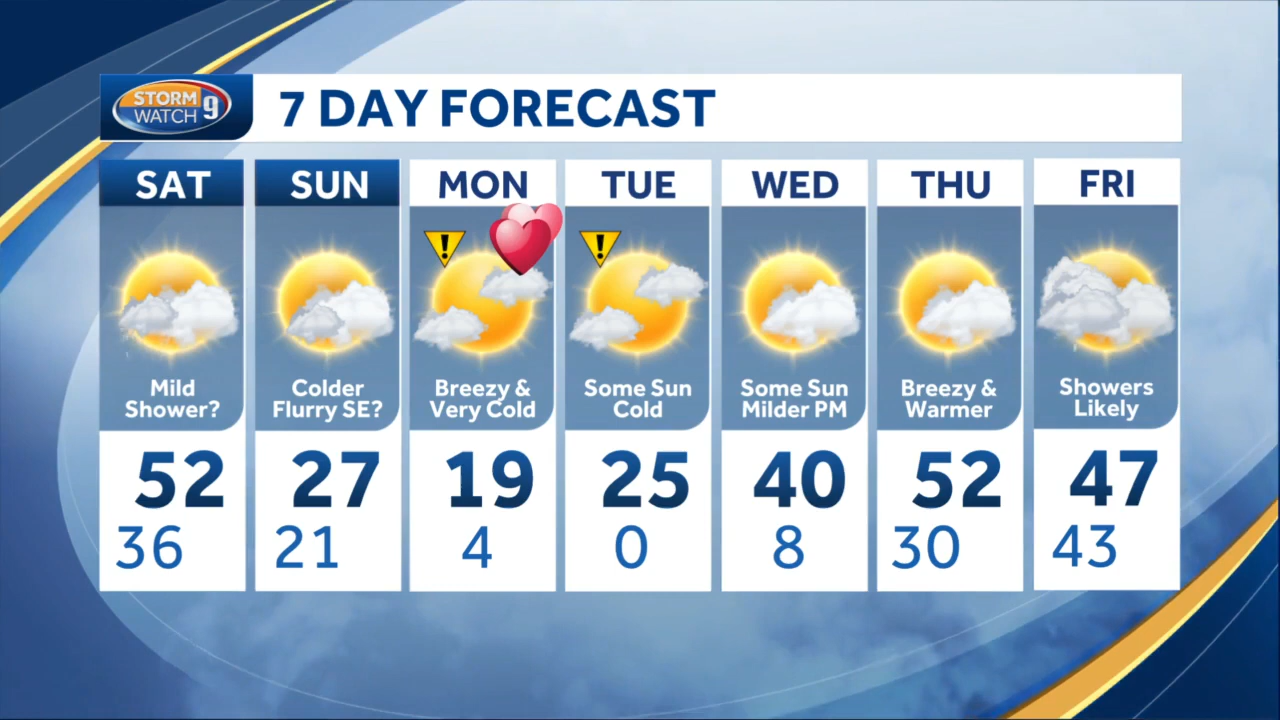 STORM
WATCH 9
7 DAY FORECAST
SAT
SUN
MON
TUE
WED
THU
FRI
!
!
Mild
Shower?
Colder
Flurry SE?
Breezy &
Very Cold
Some Sun
Cold
Some Sun
Milder PM
Breezy &
Warmer
Showers
Likely
52
27
19
25
40
52
47
36
21
4
0
8
30
43